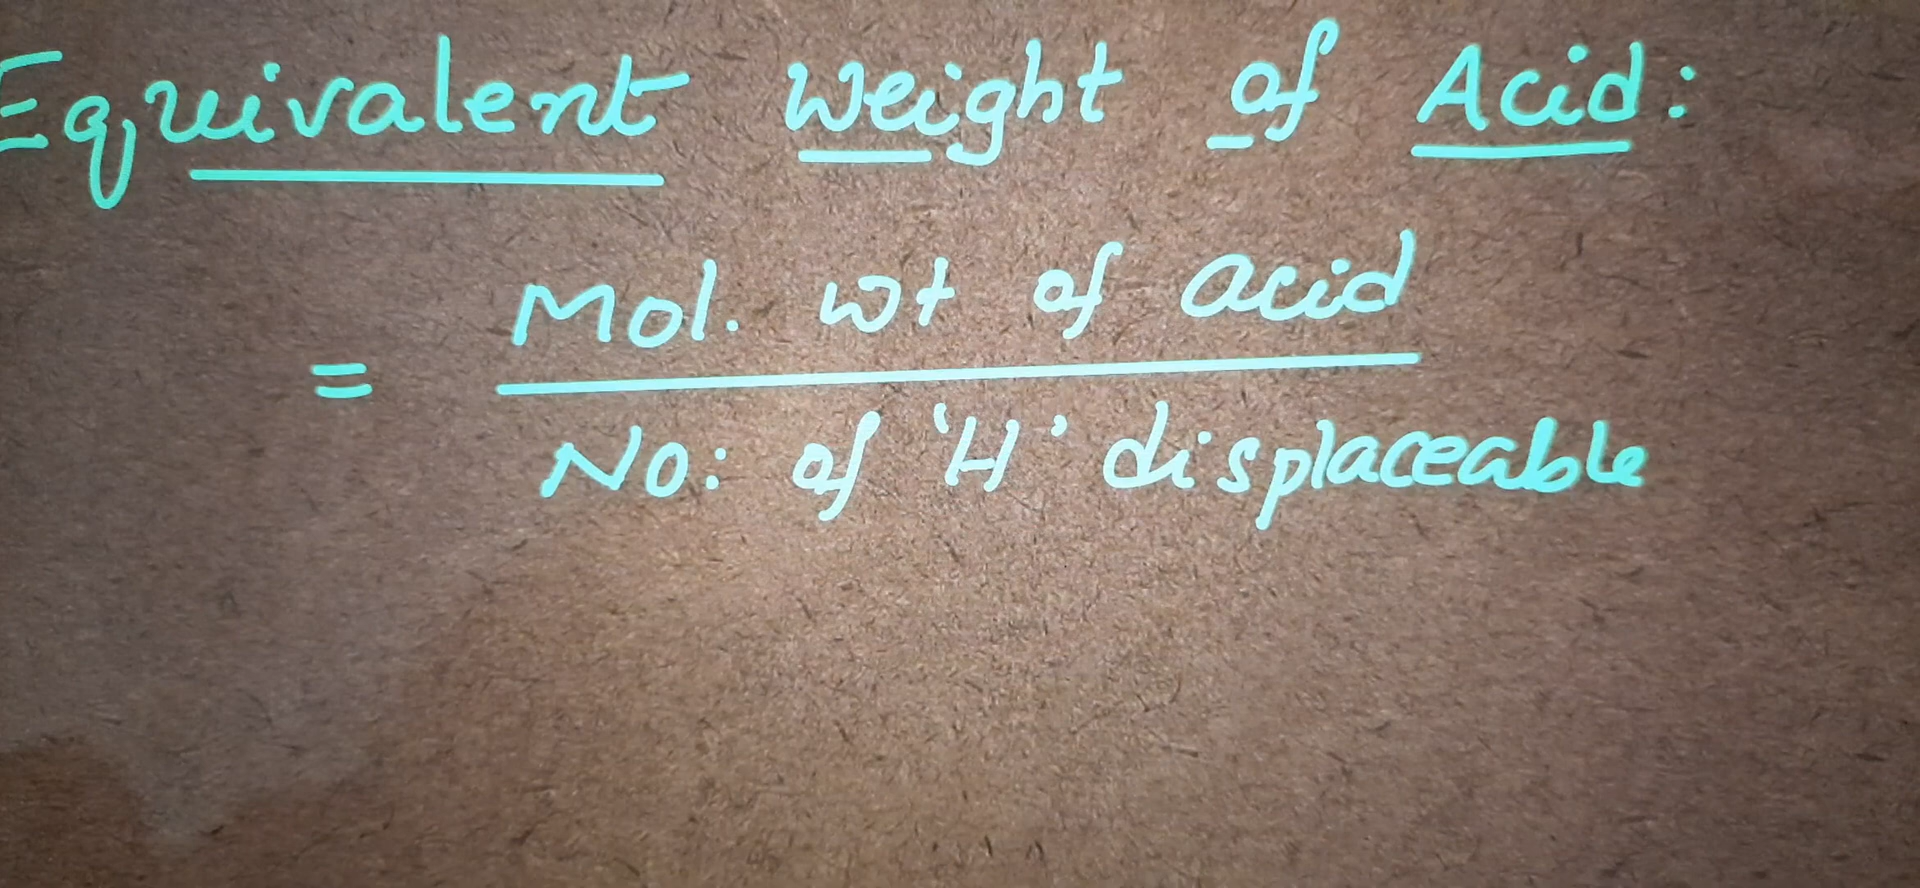 Equivalent Weight of Acid:
= Mol. wt of acid
No: of 'H' displaceable